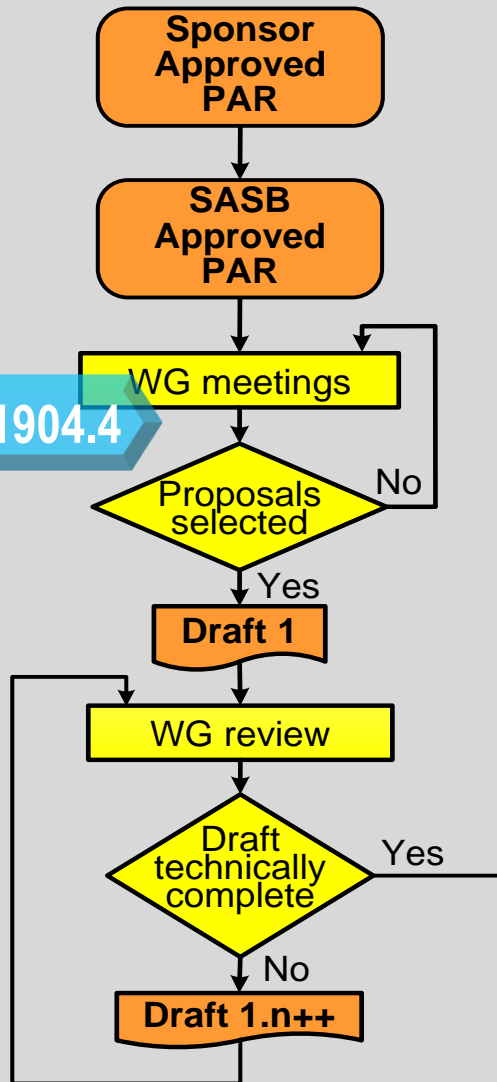 Sponsor
Approved
PAR
SASB
Approved
PAR
WG meetings
1904.4
Proposals
selected
No
Yes
Draft 1
WG review
Draft
technically
complete
Yes
No
Draft 1.n++